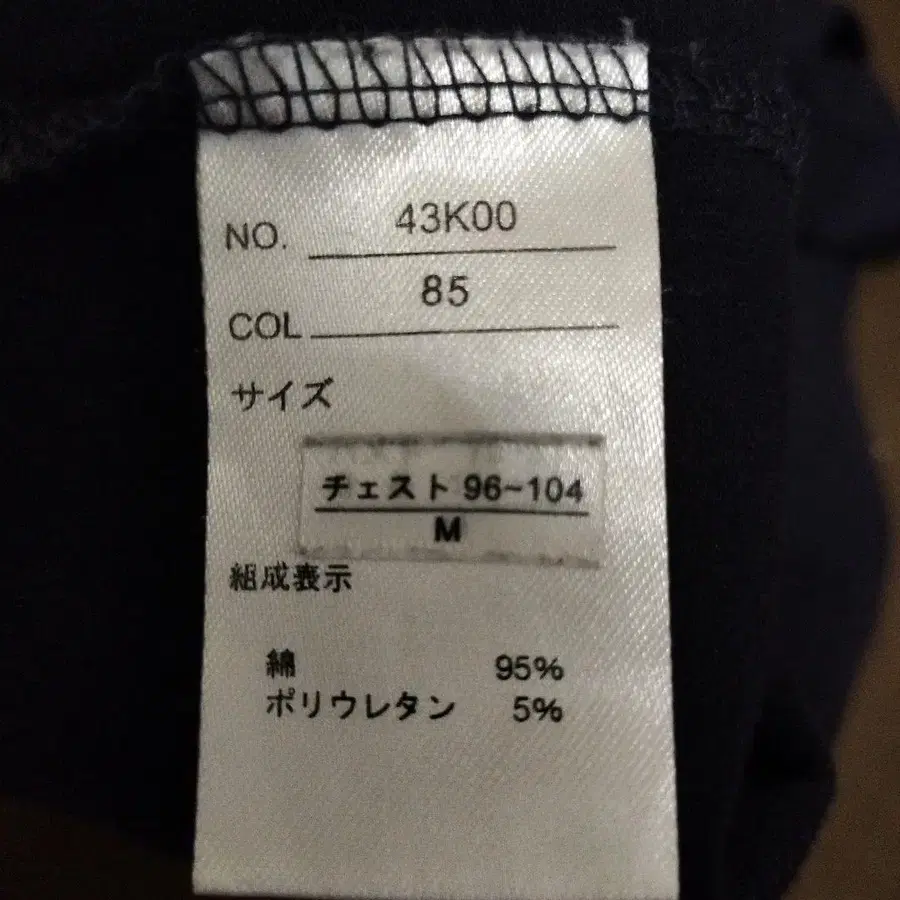 NO. 43K00
COL 85
サイズ
チェスト 96-104
M
組成表示
綿 95%
ポリウレタン 5%